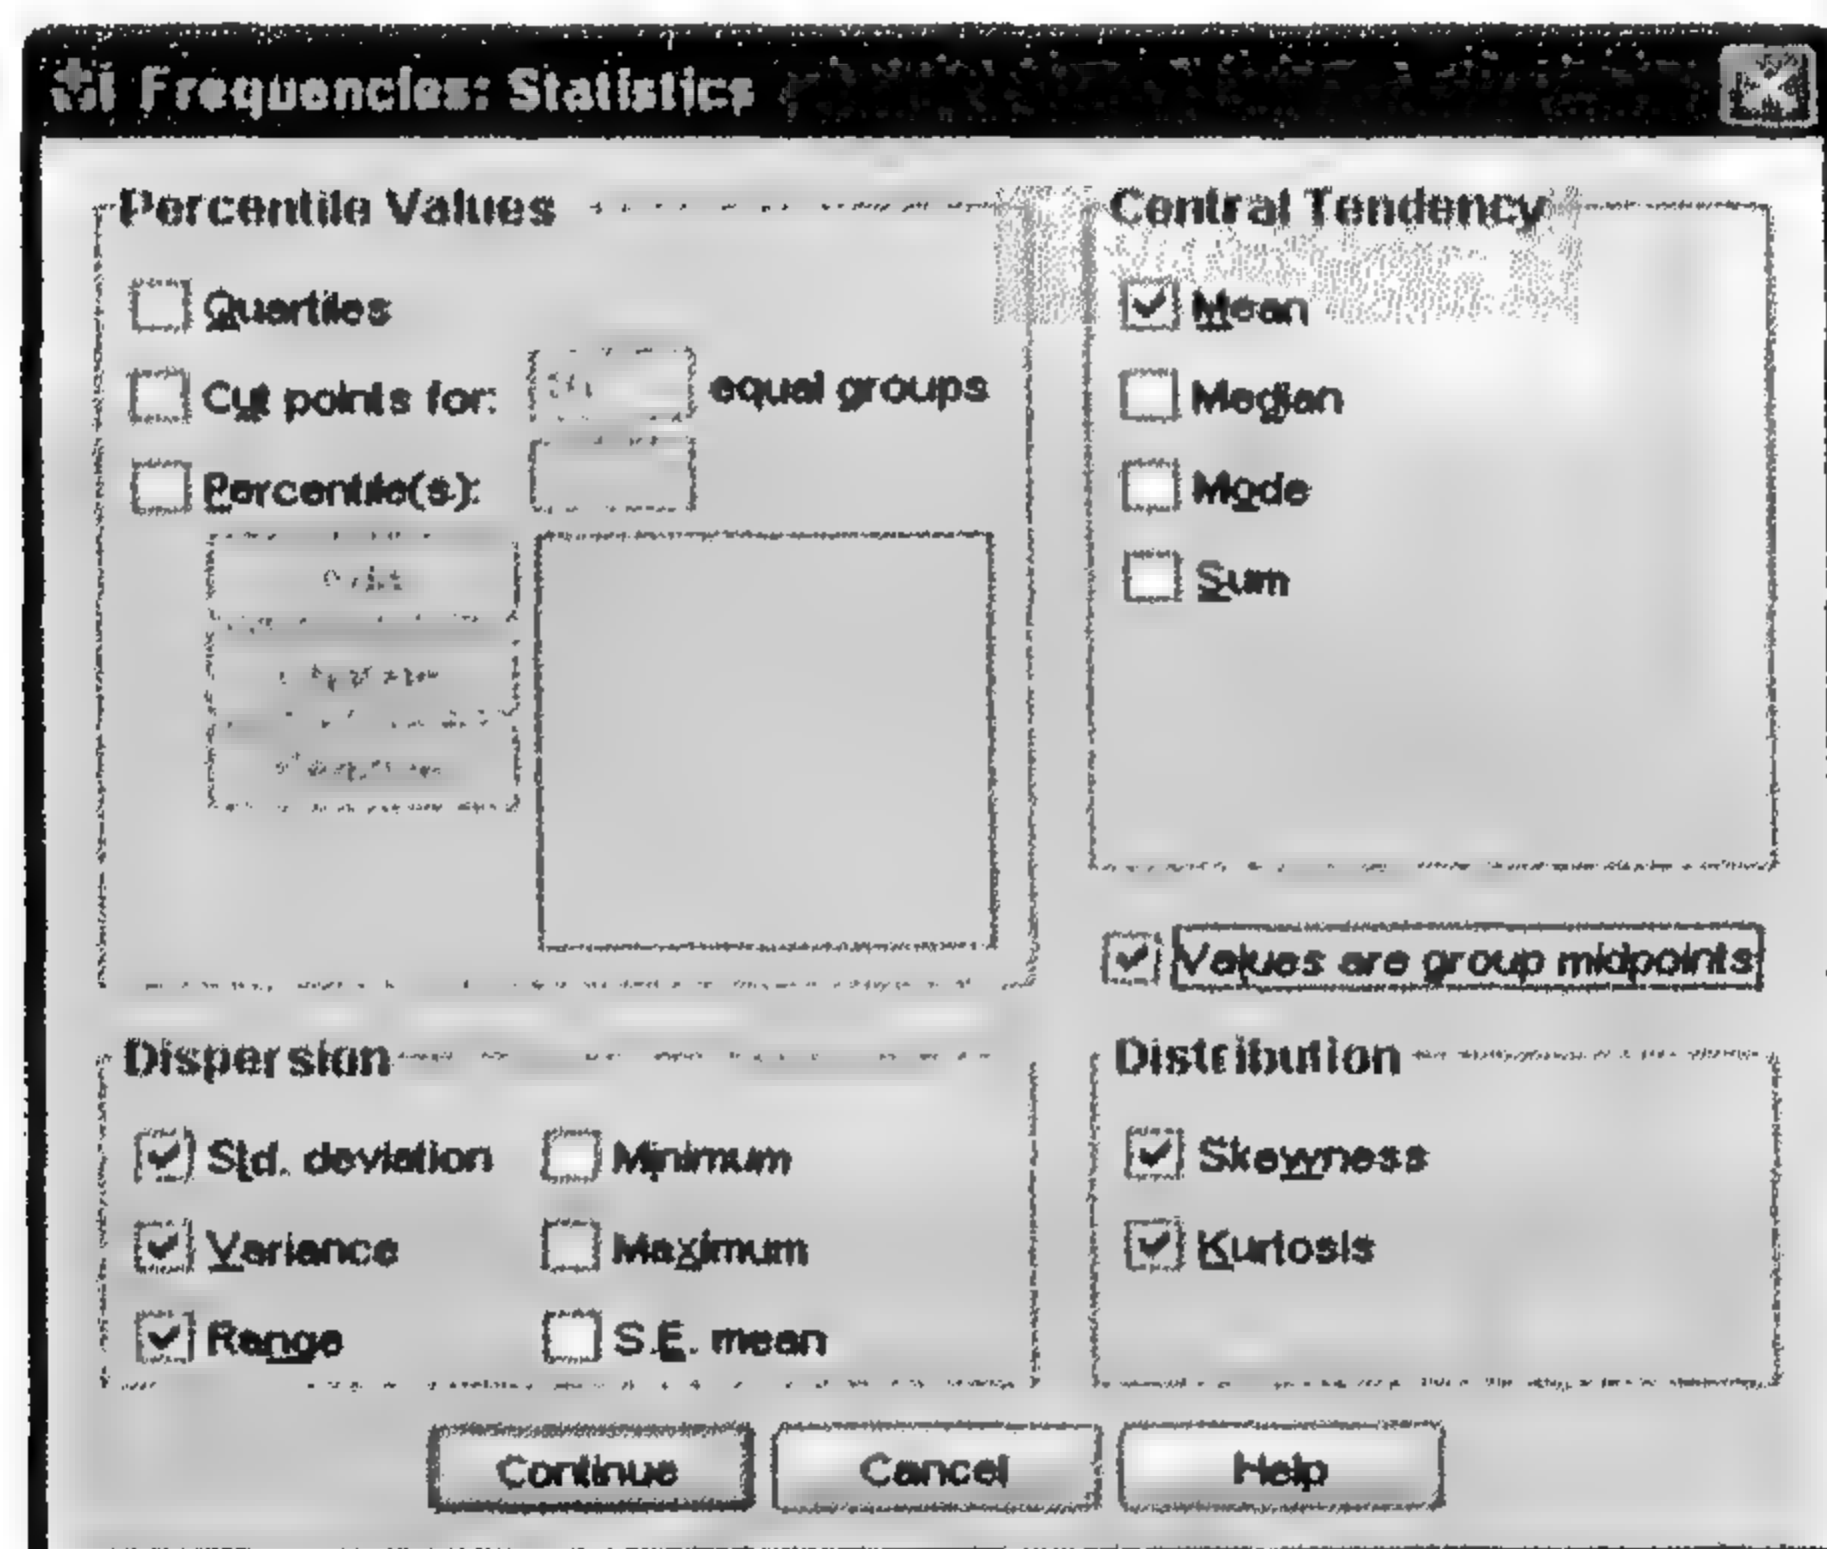 Frequencies: Statistics
Percentile Values
Quartiles
Cut points for: equal groups
Percentile(s):
Central Tendency
Mean
Median
Mode
Sum
Values are group midpoints
Dispersion
Std. deviation Minimum
Variance Maximum
Range S.E. mean
Distribution
Skewness
Kurtosis
Continue Cancel Help